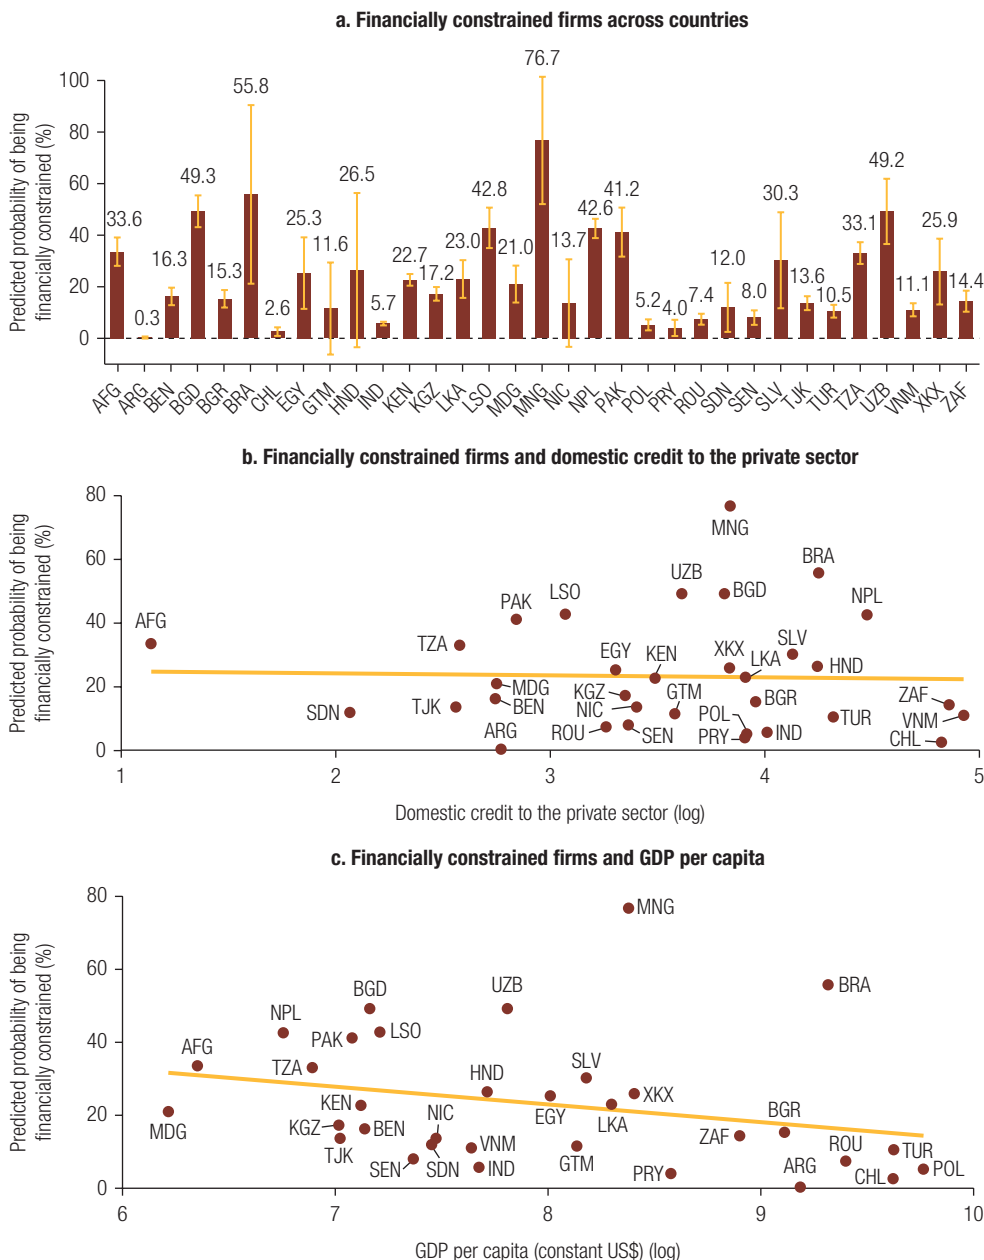 a. Financially constrained firms across countries
Predicted probability of being
financially constrained (%)
100
80
60
40
20
0
33.6
0.3
16.3
49.3
15.3
55.8
2.6
25.3
11.6
26.5
5.7
22.7
17.2
23.0
42.8
21.0
76.7
13.7
42.6
41.2
5.2
4.0
7.4
12.0
8.0
30.3
13.6
10.5
33.1
49.2
11.1
25.9
14.4
AFG
ARG
BEN
BGD
BGR
BRA
CHL
EGY
GTM
HND
IND
KEN
KGZ
LKA
LSO
MDG
MNG
NIC
NPL
PAK
POL
PRY
ROU
SDN
SEN
SLV
TJK
TUR
TZA
UZB
VNM
XKX
ZAF
b. Financially constrained firms and domestic credit to the private sector
Predicted probability of being
financially constrained (%)
80
60
40
20
0
MNG
BRA
UZB
BGD
NPL
LSO
PAK
AFG
TZA
EGY
KEN
XKX
LKA
SLV
HND
MDG
BEN
KGZ
NIC
GTM
BGR
ZAF
SDN
TJK
ARG
ROU
SEN
POL
PRY
IND
TUR
VNM
CHL
1
2
3
4
5
Domestic credit to the private sector (log)
c. Financially constrained firms and GDP per capita
Predicted probability of being
financially constrained (%)
80
60
40
20
0
MNG
BRA
BGD
UZB
NPL
PAK
LSO
AFG
TZA
HND
SLV
XKX
MDG
KEN
KGZ
TJK
BEN
NIC
EGY
LKA
BGR
SEN
SDN
VNM
IND
GTM
PRY
ZAF
ARG
ROU
CHL
TUR
POL
6
7
8
9
10
GDP per capita (constant US$) (log)